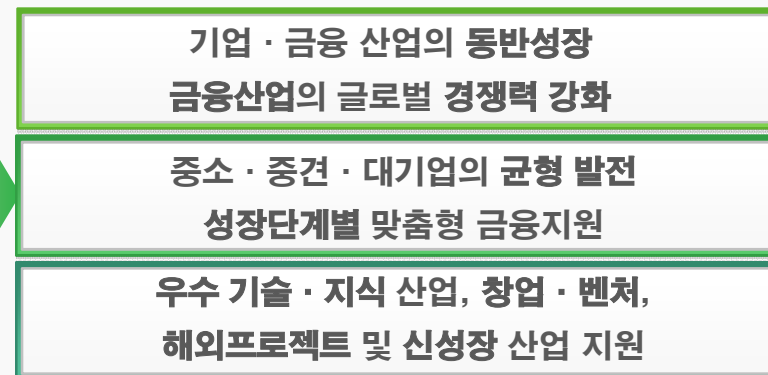 기업 · 금융 산업의 동반성장
금융산업의 글로벌 경쟁력 강화
중소 · 중견 · 대기업의 균형 발전
성장단계별 맞춤형 금융지원
우수 기술 · 지식 산업, 창업 · 벤처,
해외프로젝트 및 신성장 산업 지원